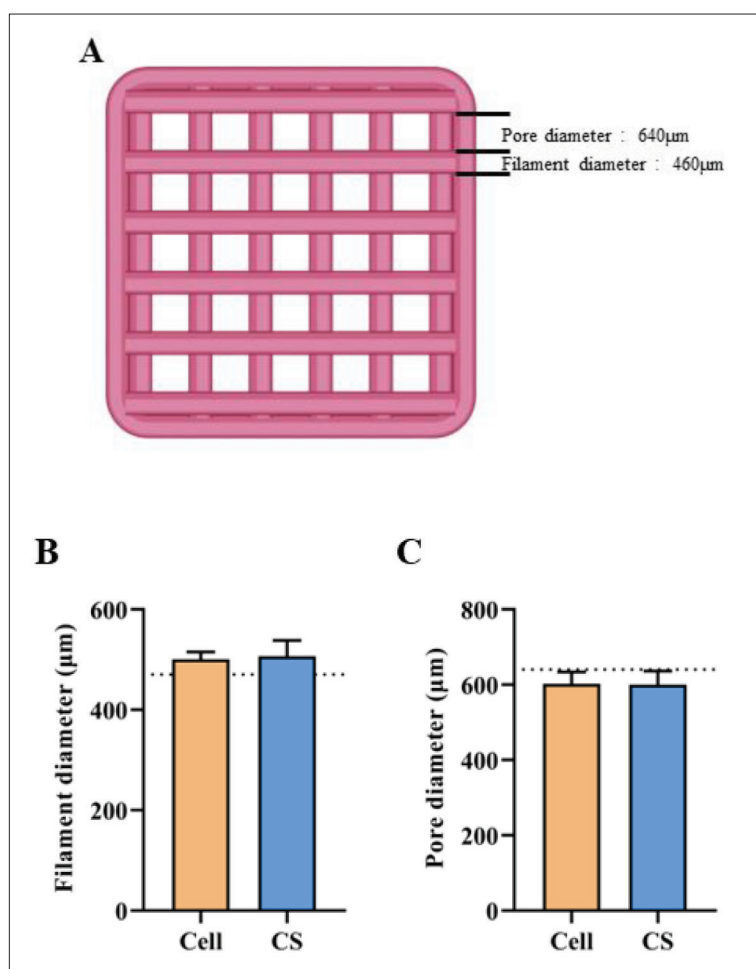 A
Pore diameter : 640μm
Filament diameter : 460μm
B
Filament diameter (μm)
600
400
200
0
Cell CS
C
Pore diameter (μm)
800
600
400
200
0
Cell CS